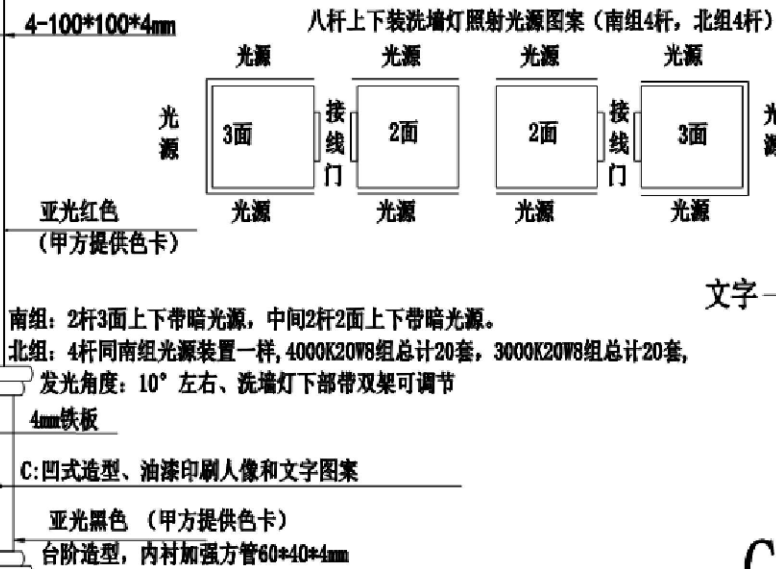 4-100*100*4mm
八杆上下装洗墙灯照射光源图案（南组4杆，北组4杆）
光源 光源 光源 光源
光源 3面 接线门 2面 2面 接线门 3面 光源
光源 光源 光源 光源
亚光红色
（甲方提供色卡）
文字
南组：2杆3面上下带暗光源，中间2杆2面上下带暗光源。
北组：4杆同南组光源装置一样,4000K20W8组总计20套，3000K20W8组总计20套,
发光角度：10°左右、洗墙灯下部带双架可调节
4mm铁板
C:凹式造型、油漆印刷人像和文字图案
亚光黑色 （甲方提供色卡）
台阶造型，内衬加强方管60*40*4mm
C